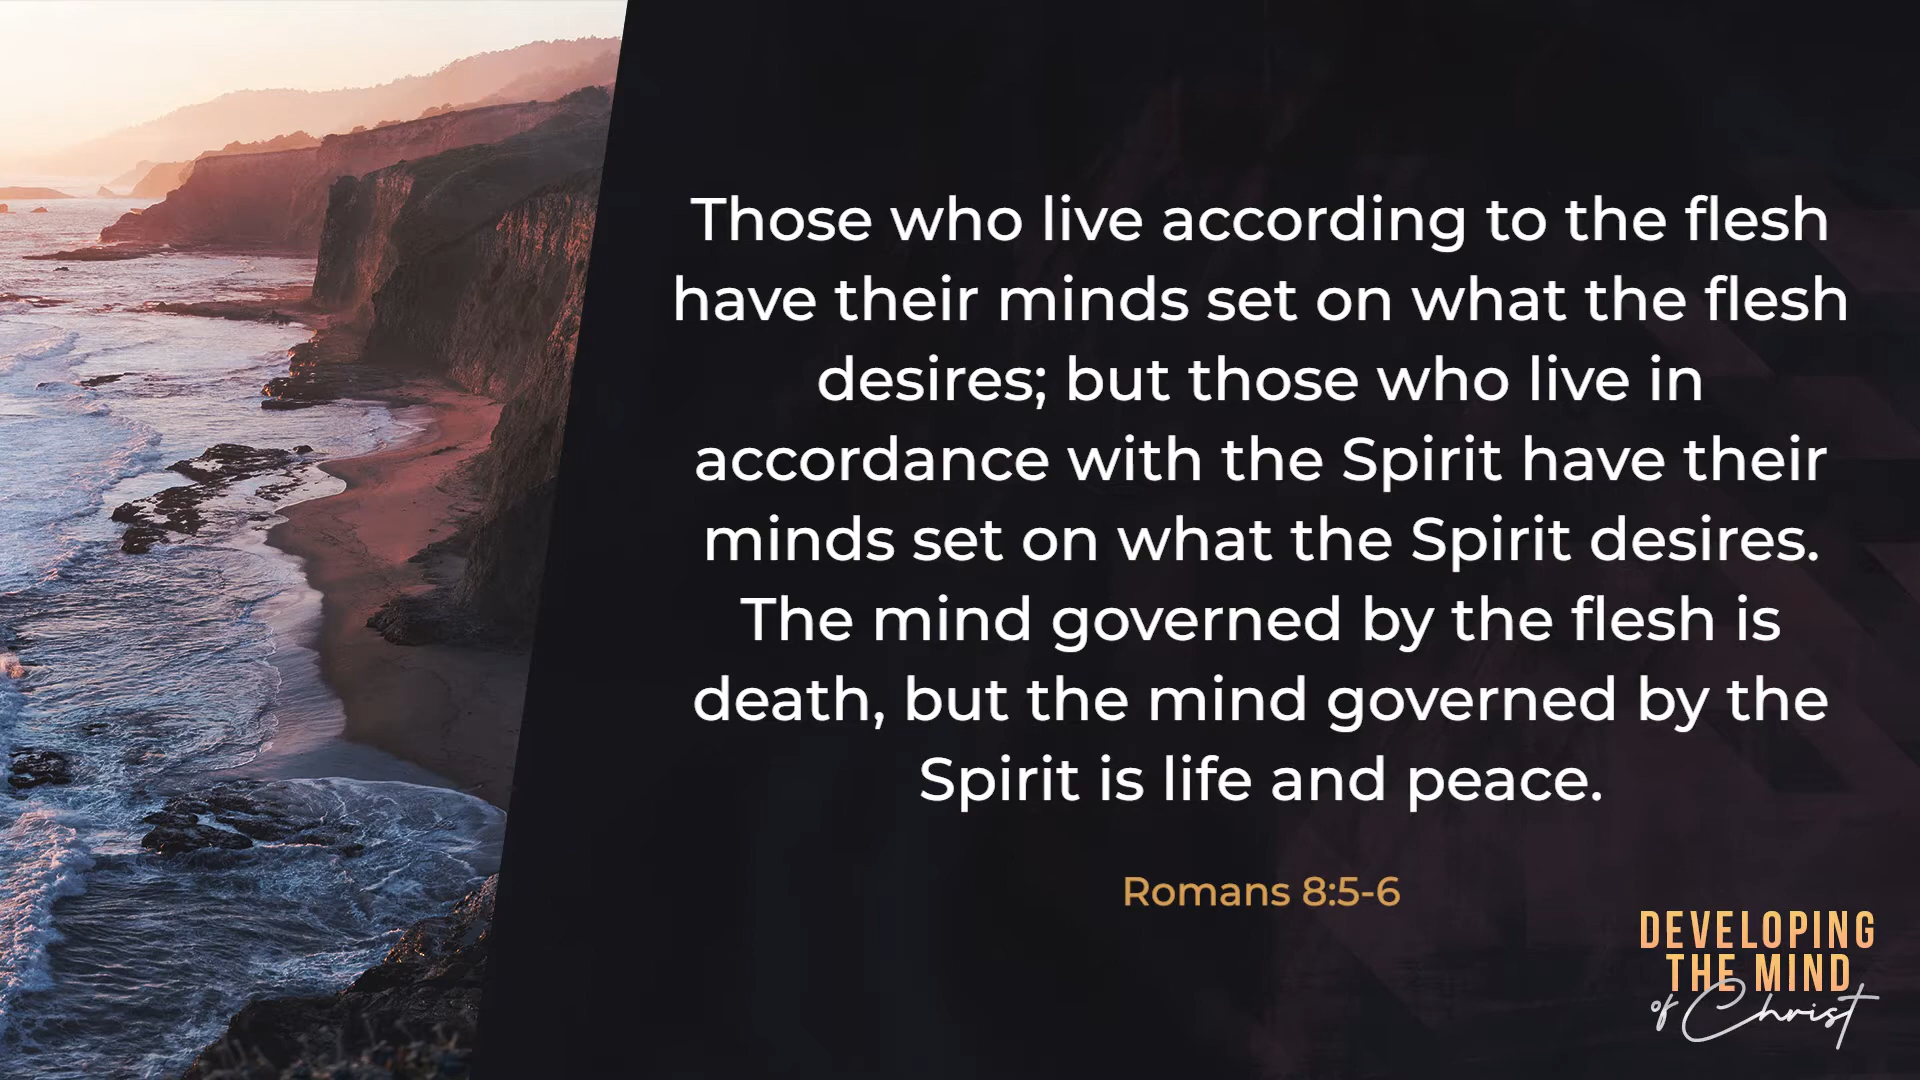 Those who live according to the flesh
have their minds set on what the flesh
desires; but those who live in
accordance with the Spirit have their
minds set on what the Spirit desires.
The mind governed by the flesh is
death, but the mind governed by the
Spirit is life and peace.
Romans 8:5-6
DEVELOPING
THE MIND
of Christ